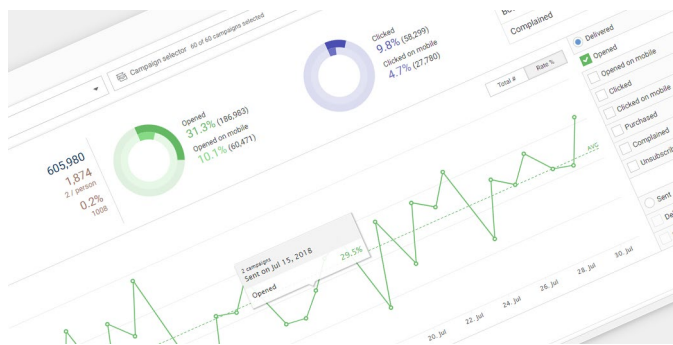 Complained
Campaign selector 60 of 60 campaigns selected
Clicked
9.8% (58,299)
Clicked on mobile
4.7% (27,780)
Opened
31.3% (186,983)
Opened on mobile
10.1% (60,471)
605,980
1,874
2 / person
0.2%
1008
Total #
Rate %
Delivered
Opened
Opened on mobile
Clicked
Clicked on mobile
Purchased
Complained
Sent
AVG
2 campaigns
Sent on Jul 15, 2018
Opened
29.5%
20. Jul
22. Jul
24. Jul
26. Jul
28. Jul
30. Jul